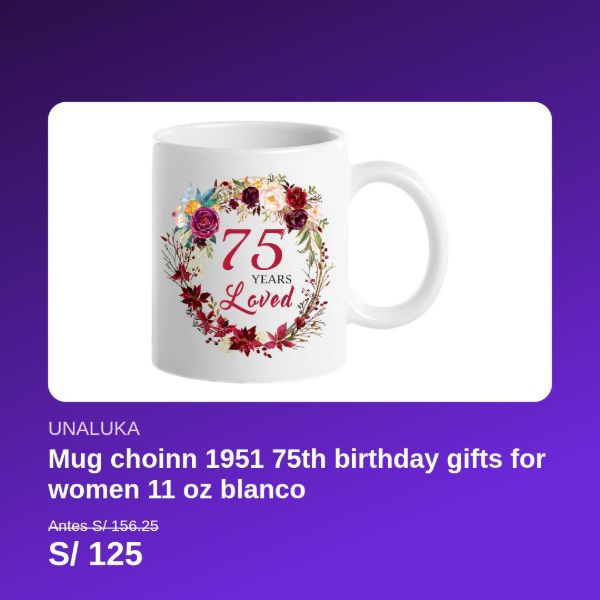 75
YEARS
Loved
UNALUKA
Mug choinn 1951 75th birthday gifts for
women 11 oz blanco
Antes S/ 156.25
S/ 125